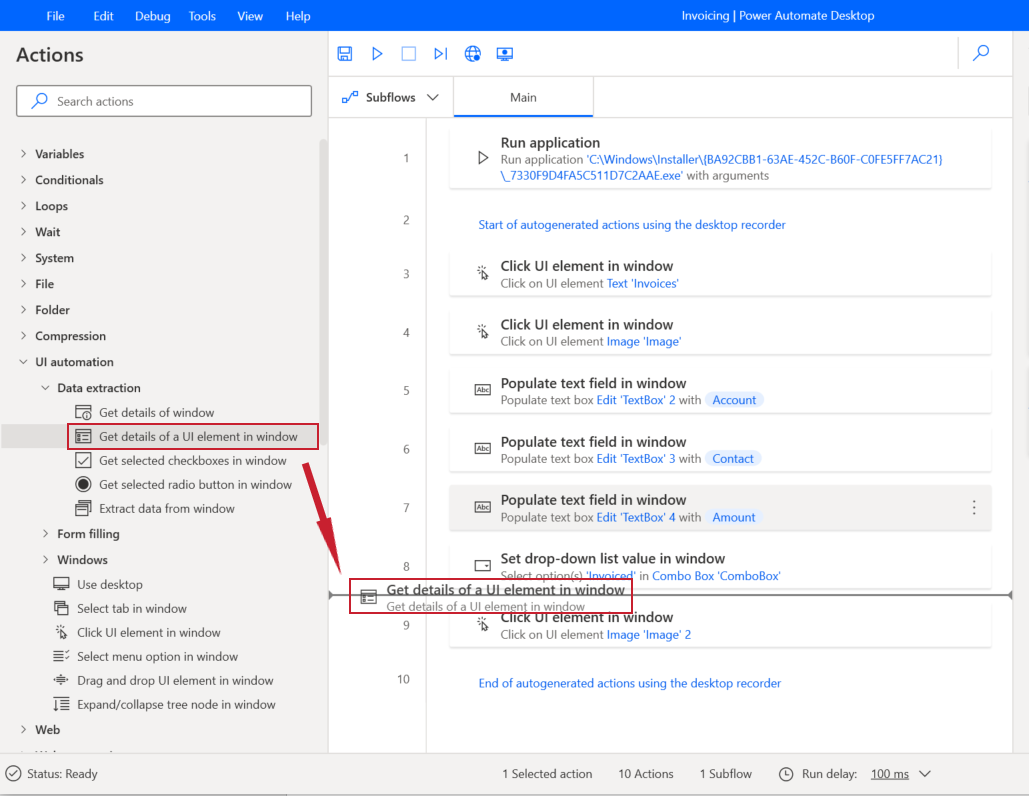 File Edit Debug Tools View Help Invoicing | Power Automate Desktop
Actions
Search actions
Variables
Conditionals
Loops
Wait
System
File
Folder
Compression
UI automation
Data extraction
Get details of window
Get details of a UI element in window
Get selected checkboxes in window
Get selected radio button in window
Extract data from window
Form filling
Windows
Use desktop
Select tab in window
Click UI element in window
Select menu option in window
Drag and drop UI element in window
Expand/collapse tree node in window
Web
Subflows Main
1
Run application
Run application 'C:\Windows\Installer\{BA92CBB1-63AE-452C-B60F-C0FE5FF7AC21}
\_7330F9D4FA5C511D7C2AAE.exe' with arguments
2
Start of autogenerated actions using the desktop recorder
3
Click UI element in window
Click on UI element Text 'Invoices'
4
Click UI element in window
Click on UI element Image 'Image'
5
Abc
Populate text field in window
Populate text box Edit 'TextBox' 2 with Account
6
Abc
Populate text field in window
Populate text box Edit 'TextBox' 3 with Contact
7
Abc
Populate text field in window
Populate text box Edit 'TextBox' 4 with Amount
8
Set drop-down list value in window
Select option(s) 'Invoiced' in Combo Box 'ComboBox'
Get details of a UI element in window
Get details of a UI element in window
9
Click UI element in window
Click on UI element Image 'Image' 2
10
End of autogenerated actions using the desktop recorder
Status: Ready 1 Selected action 10 Actions 1 Subflow Run delay: 100 ms